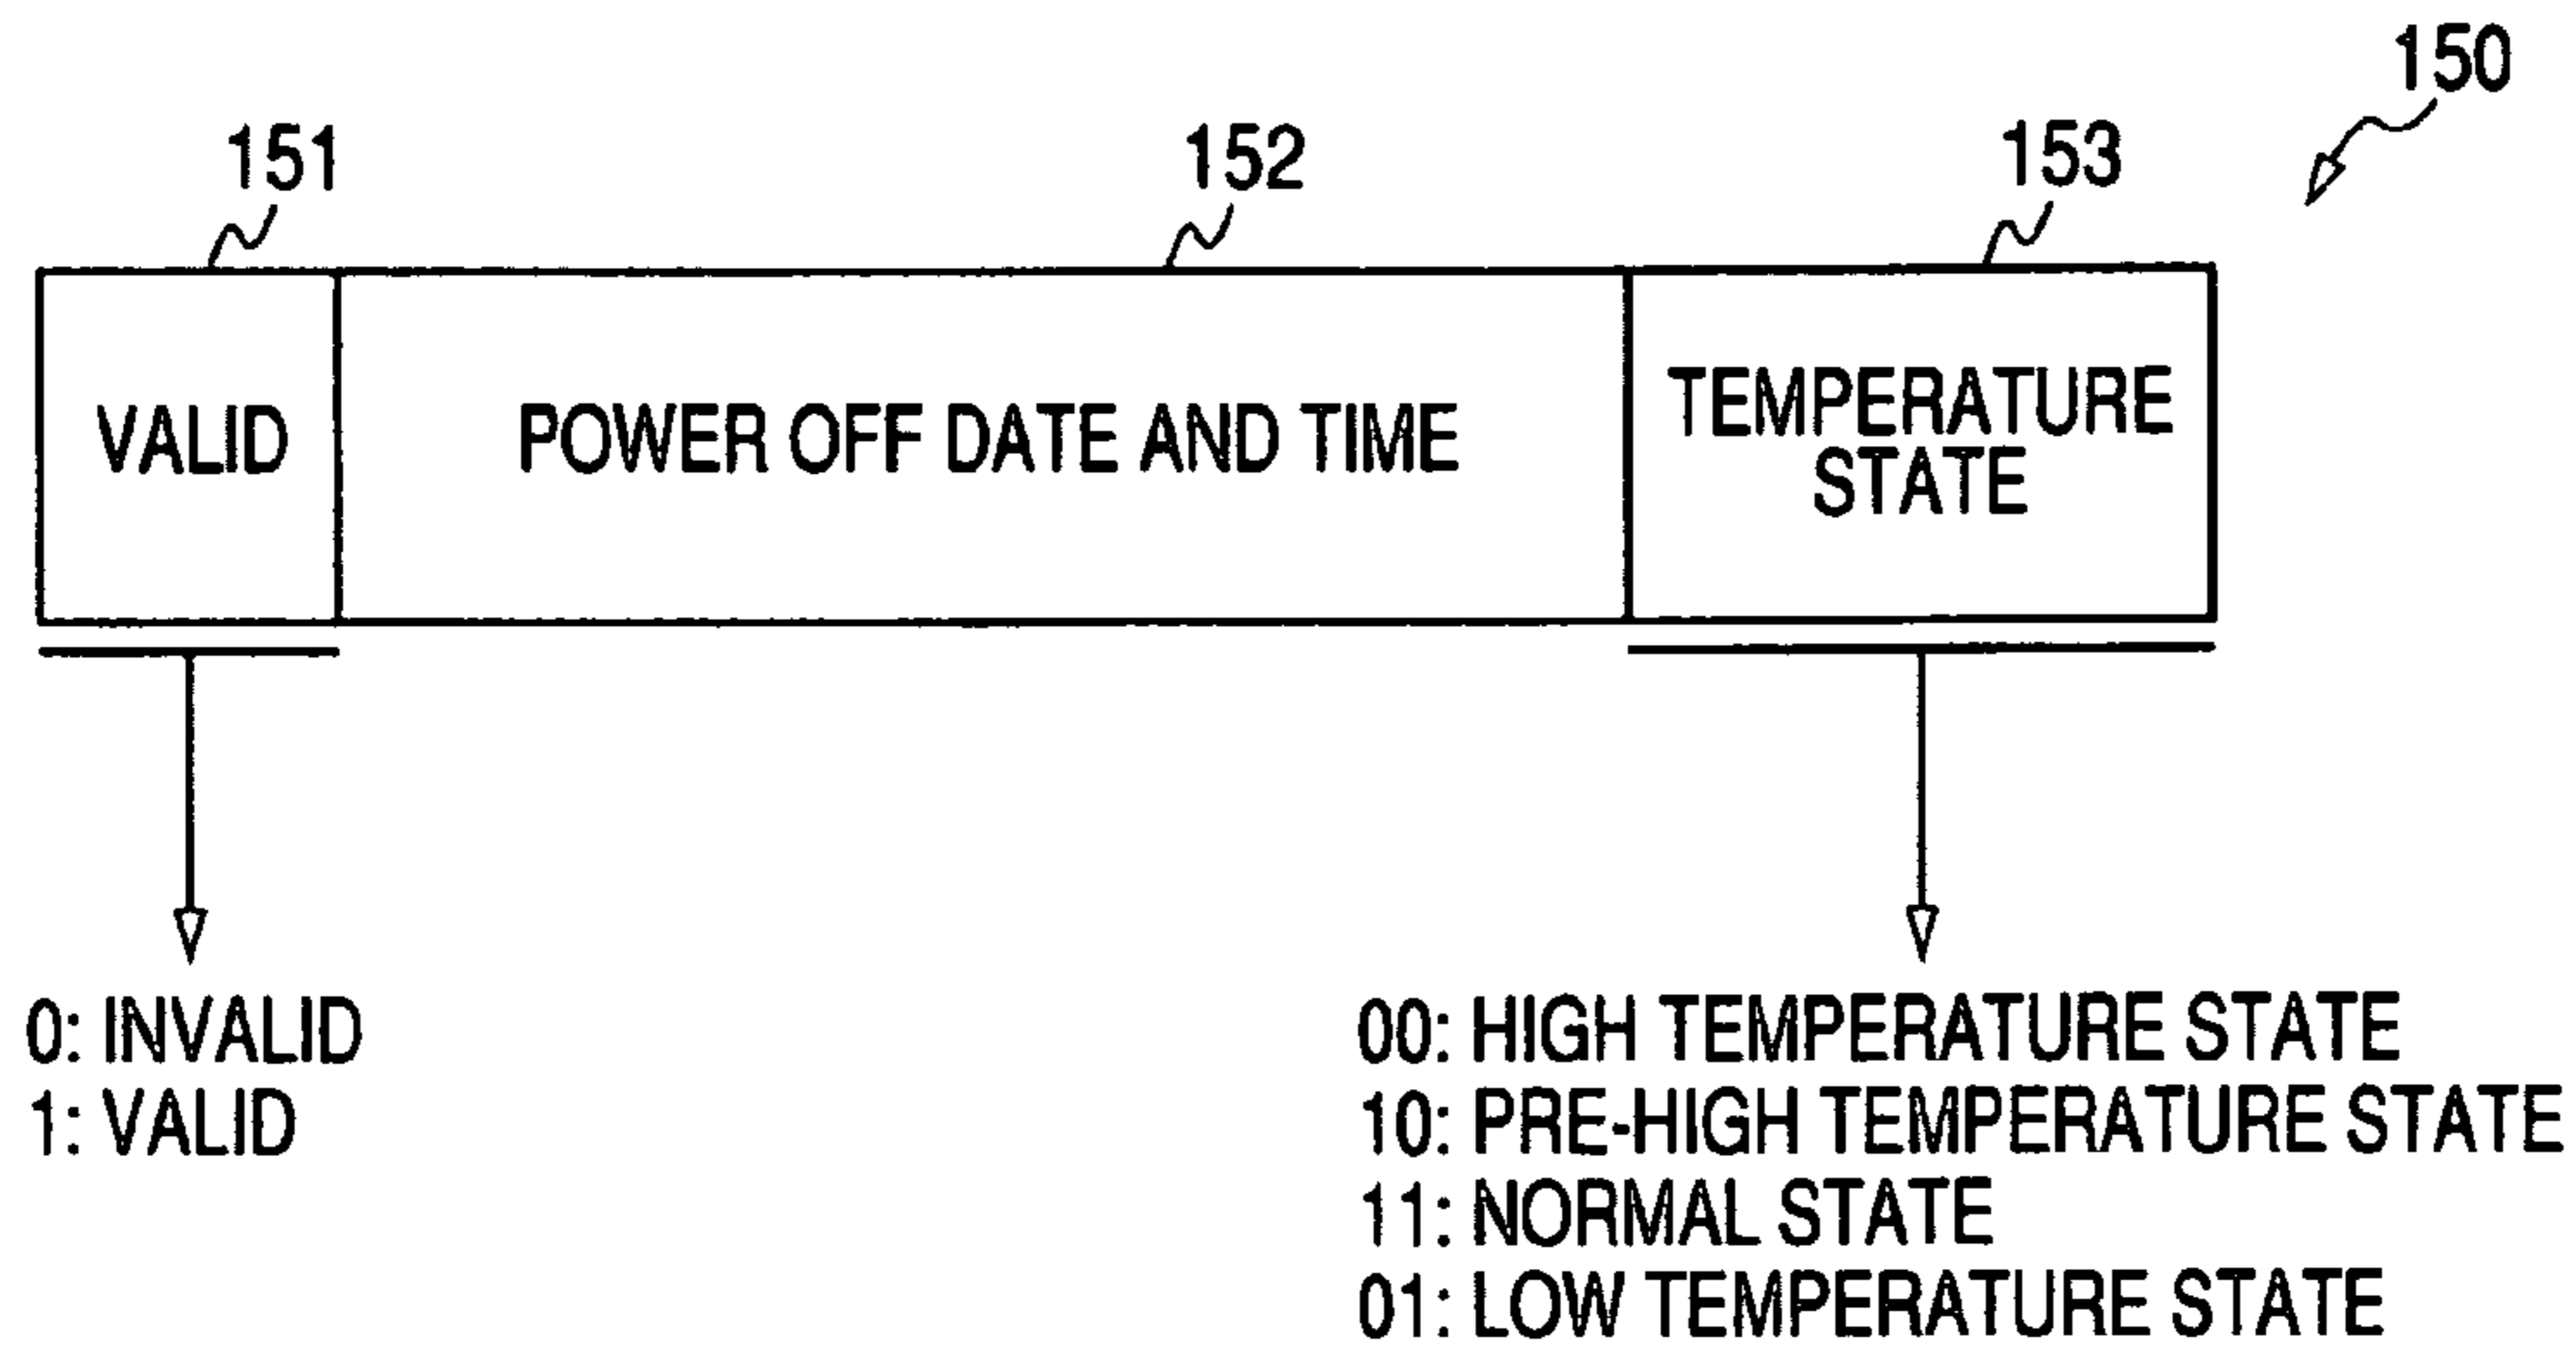 150
151
152
153
VALID
POWER OFF DATE AND TIME
TEMPERATURE
STATE
0: INVALID
1: VALID
00: HIGH TEMPERATURE STATE
10: PRE-HIGH TEMPERATURE STATE
11: NORMAL STATE
01: LOW TEMPERATURE STATE